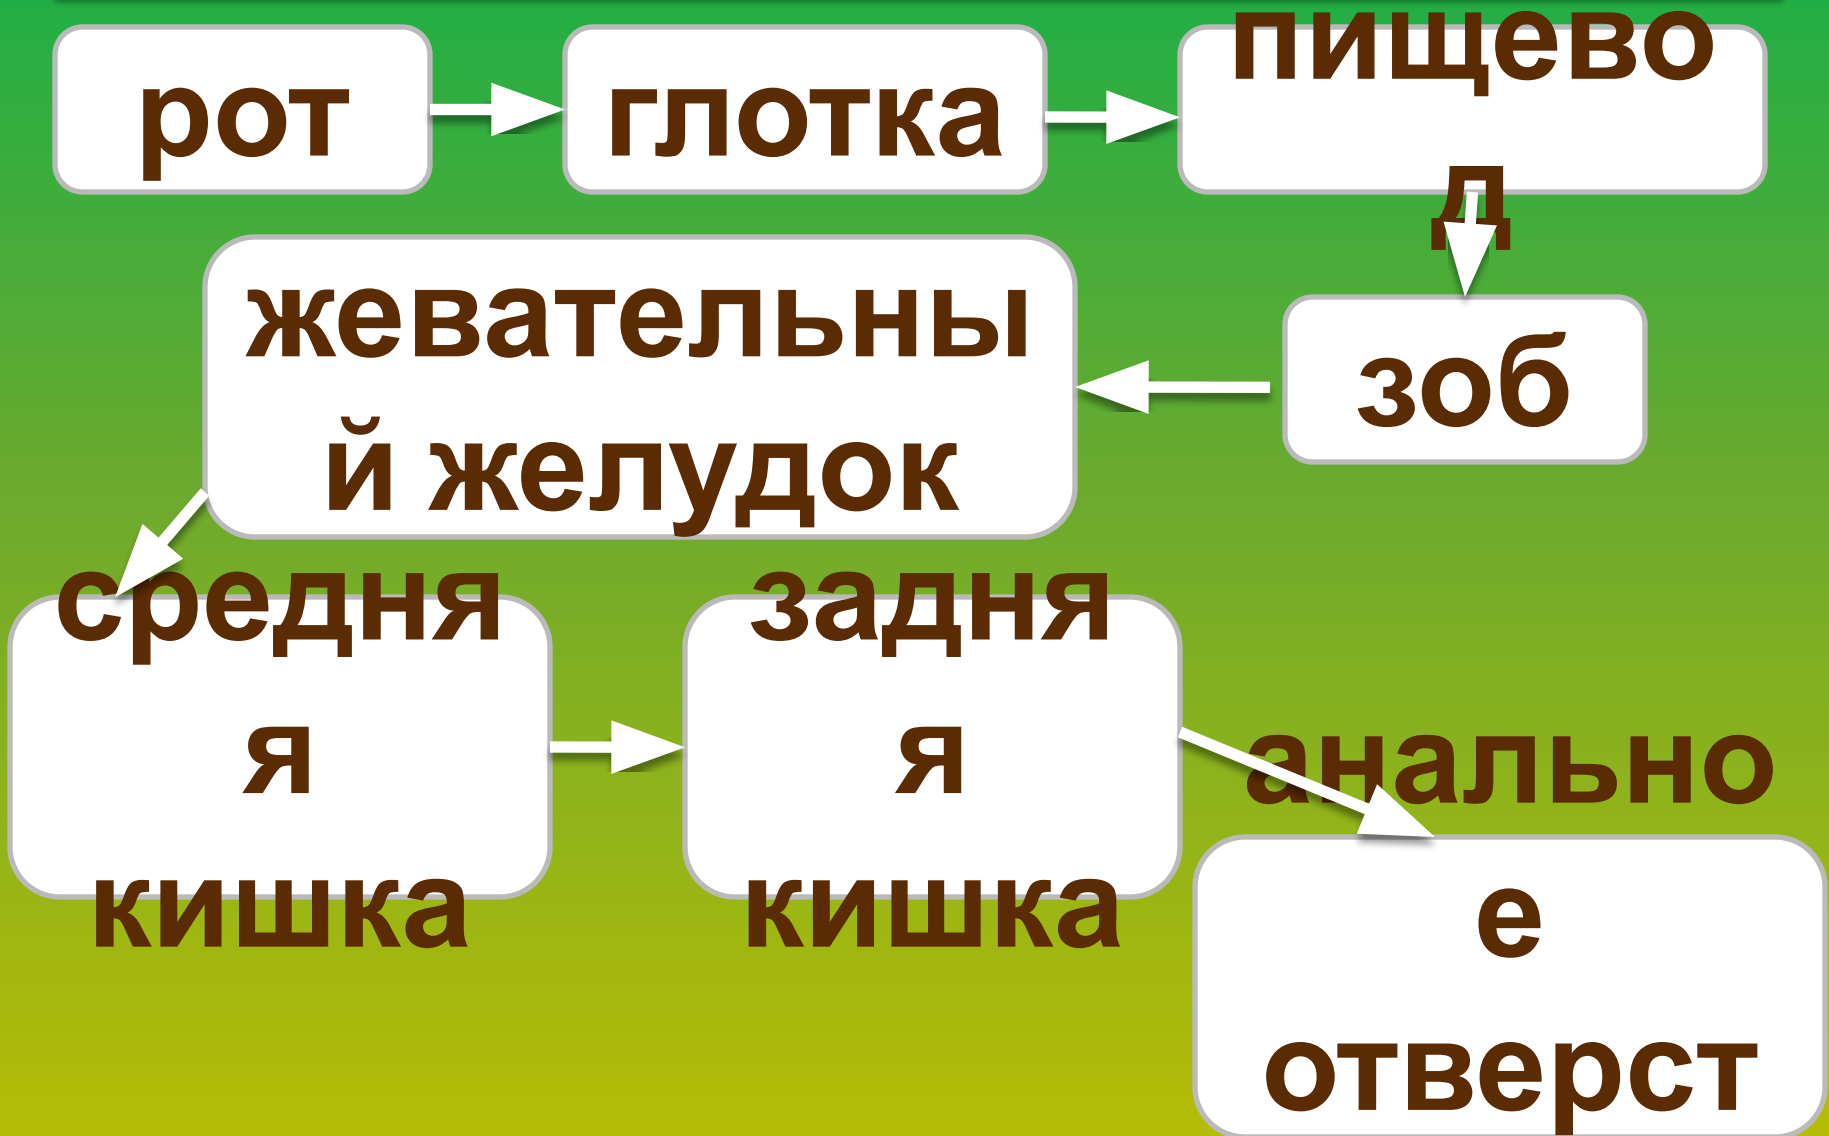 рот
глотка
пищево
д
зоб
жевательны
й желудок
средня
я
кишка
задня
я
кишка
анально
е
отверст